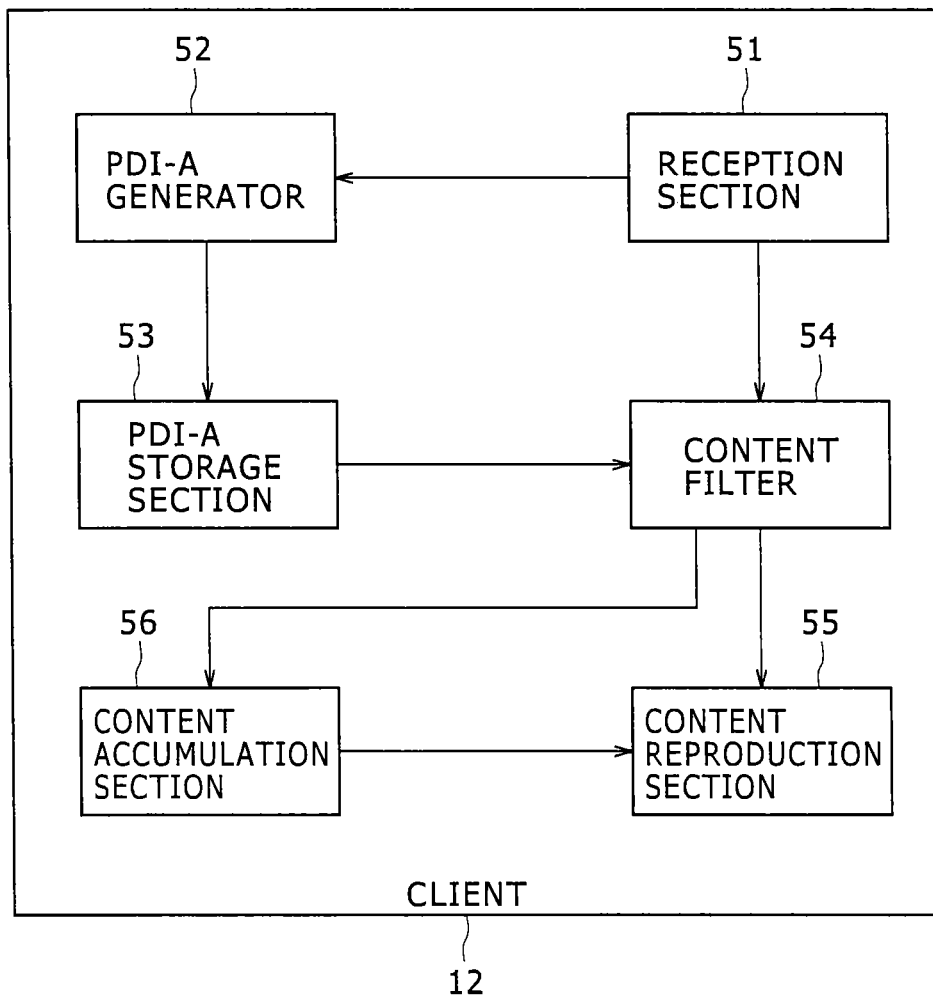 52
51
PDI-A
GENERATOR
RECEPTION
SECTION
53
54
PDI-A
STORAGE
SECTION
CONTENT
FILTER
56
55
CONTENT
ACCUMULATION
SECTION
CONTENT
REPRODUCTION
SECTION
CLIENT
12